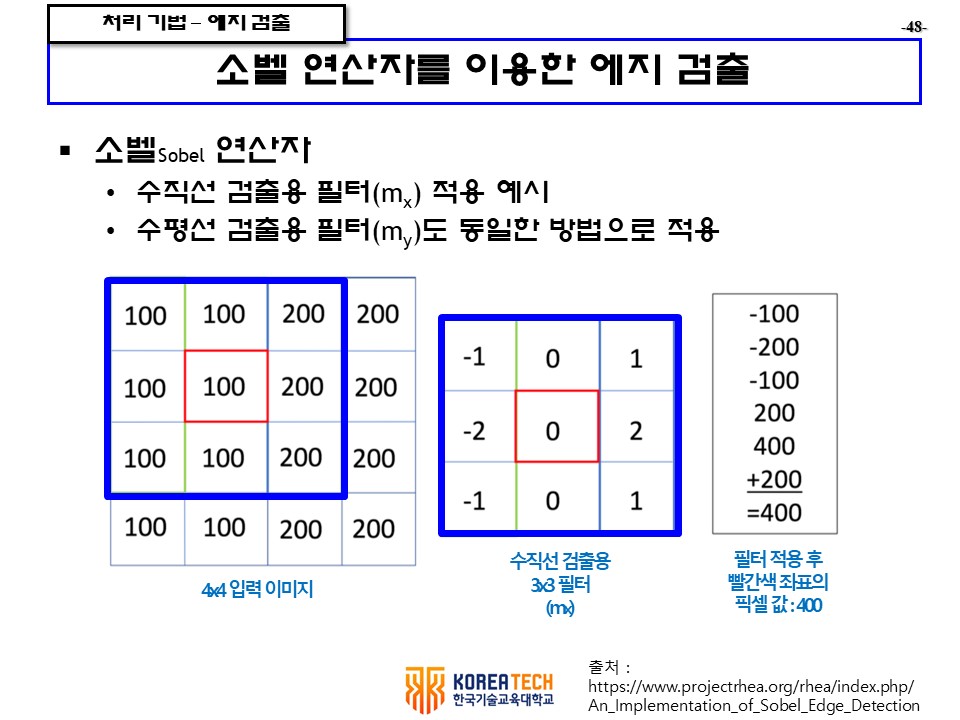 처리 기법 – 에지 검출
-48-
소벨 연산자를 이용한 에지 검출
▪ 소벨Sobel 연산자
• 수직선 검출용 필터(mx) 적용 예시
• 수평선 검출용 필터(my)도 동일한 방법으로 적용
100 100 200 200
100 100 200 200
100 100 200 200
100 100 200 200
4x4 입력 이미지
-1 0 1
-2 0 2
-1 0 1
수직선 검출용
3x3 필터
(mx)
-100
-200
-100
200
400
+200
=400
필터 적용 후
빨간색 좌표의
픽셀 값 : 400
KOREATECH
한국기술교육대학교
출처 :
https://www.projectrhea.org/rhea/index.php/
An_Implementation_of_Sobel_Edge_Detection